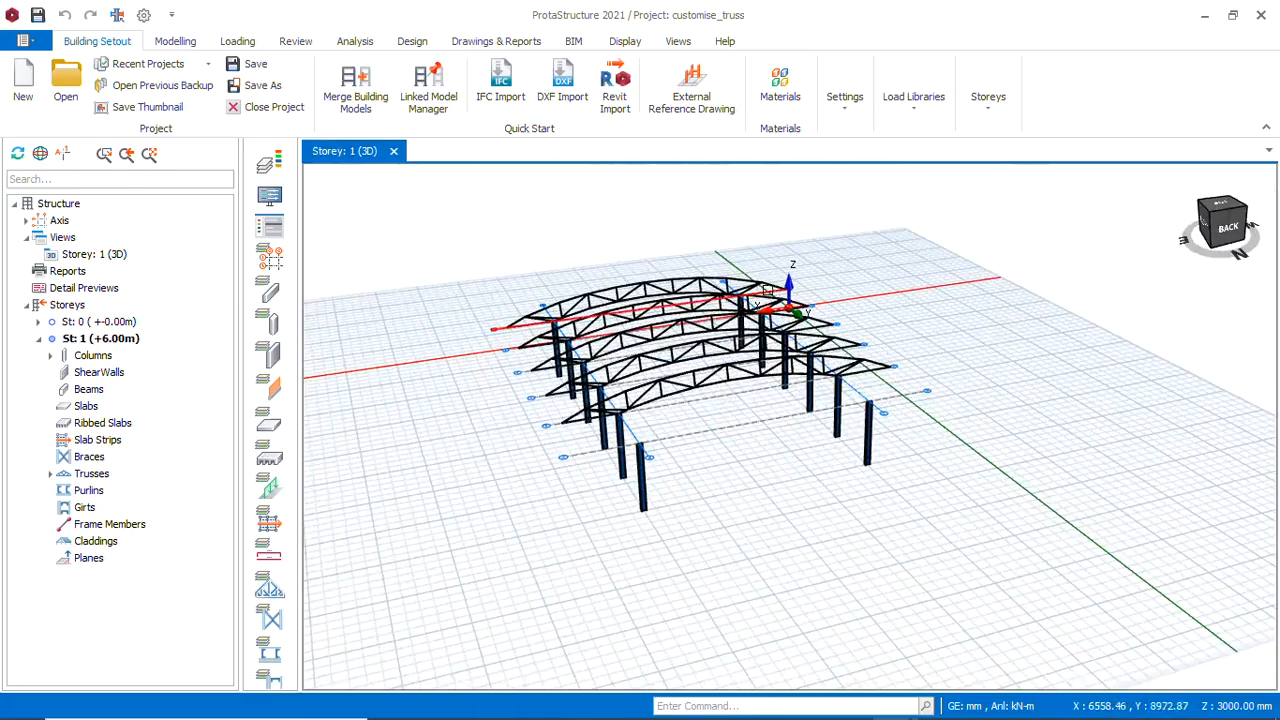 ProtaStructure 2021 / Project: customise_truss
Building Setout Modelling Loading Review Analysis Design Drawings & Reports BIM Display Views Help
New
Open
Recent Projects
Open Previous Backup
Save Thumbnail
Save
Save As
Close Project
Project
Merge Building
Models
Linked Model
Manager
IFC Import
DXF Import
Revit
Import
External
Reference Drawing
Quick Start
Materials
Materials
Settings
Load Libraries
Storeys
Search...
Structure
Axis
Views
3D Storey: 1 (3D)
Reports
Detail Previews
Storeys
St: 0 ( +-0.00m)
St: 1 (+6.00m)
Columns
ShearWalls
Beams
Slabs
Ribbed Slabs
Slab Strips
Braces
Trusses
Purlins
Girts
Frame Members
Claddings
Planes
Storey: 1 (3D)
Z
X
Y
BACK
N
Enter Command...
GE: mm , Anl: kN-m
X : 6558.46 , Y : 8972.87
Z : 3000.00 mm